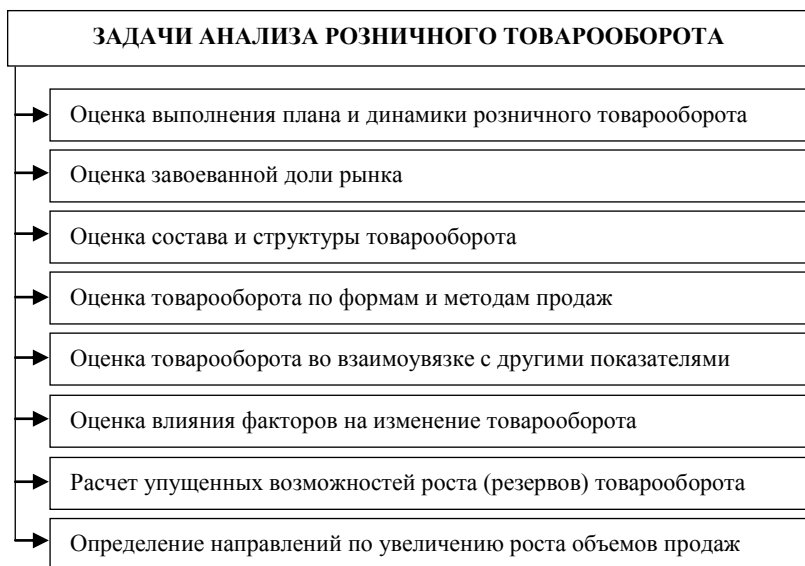 ЗАДАЧИ АНАЛИЗА РОЗНИЧНОГО ТОВАРООБОРОТА
Оценка выполнения плана и динамики розничного товарооборота
Оценка завоеванной доли рынка
Оценка состава и структуры товарооборота
Оценка товарооборота по формам и методам продаж
Оценка товарооборота во взаимоувязке с другими показателями
Оценка влияния факторов на изменение товарооборота
Расчет упущенных возможностей роста (резервов) товарооборота
Определение направлений по увеличению роста объемов продаж